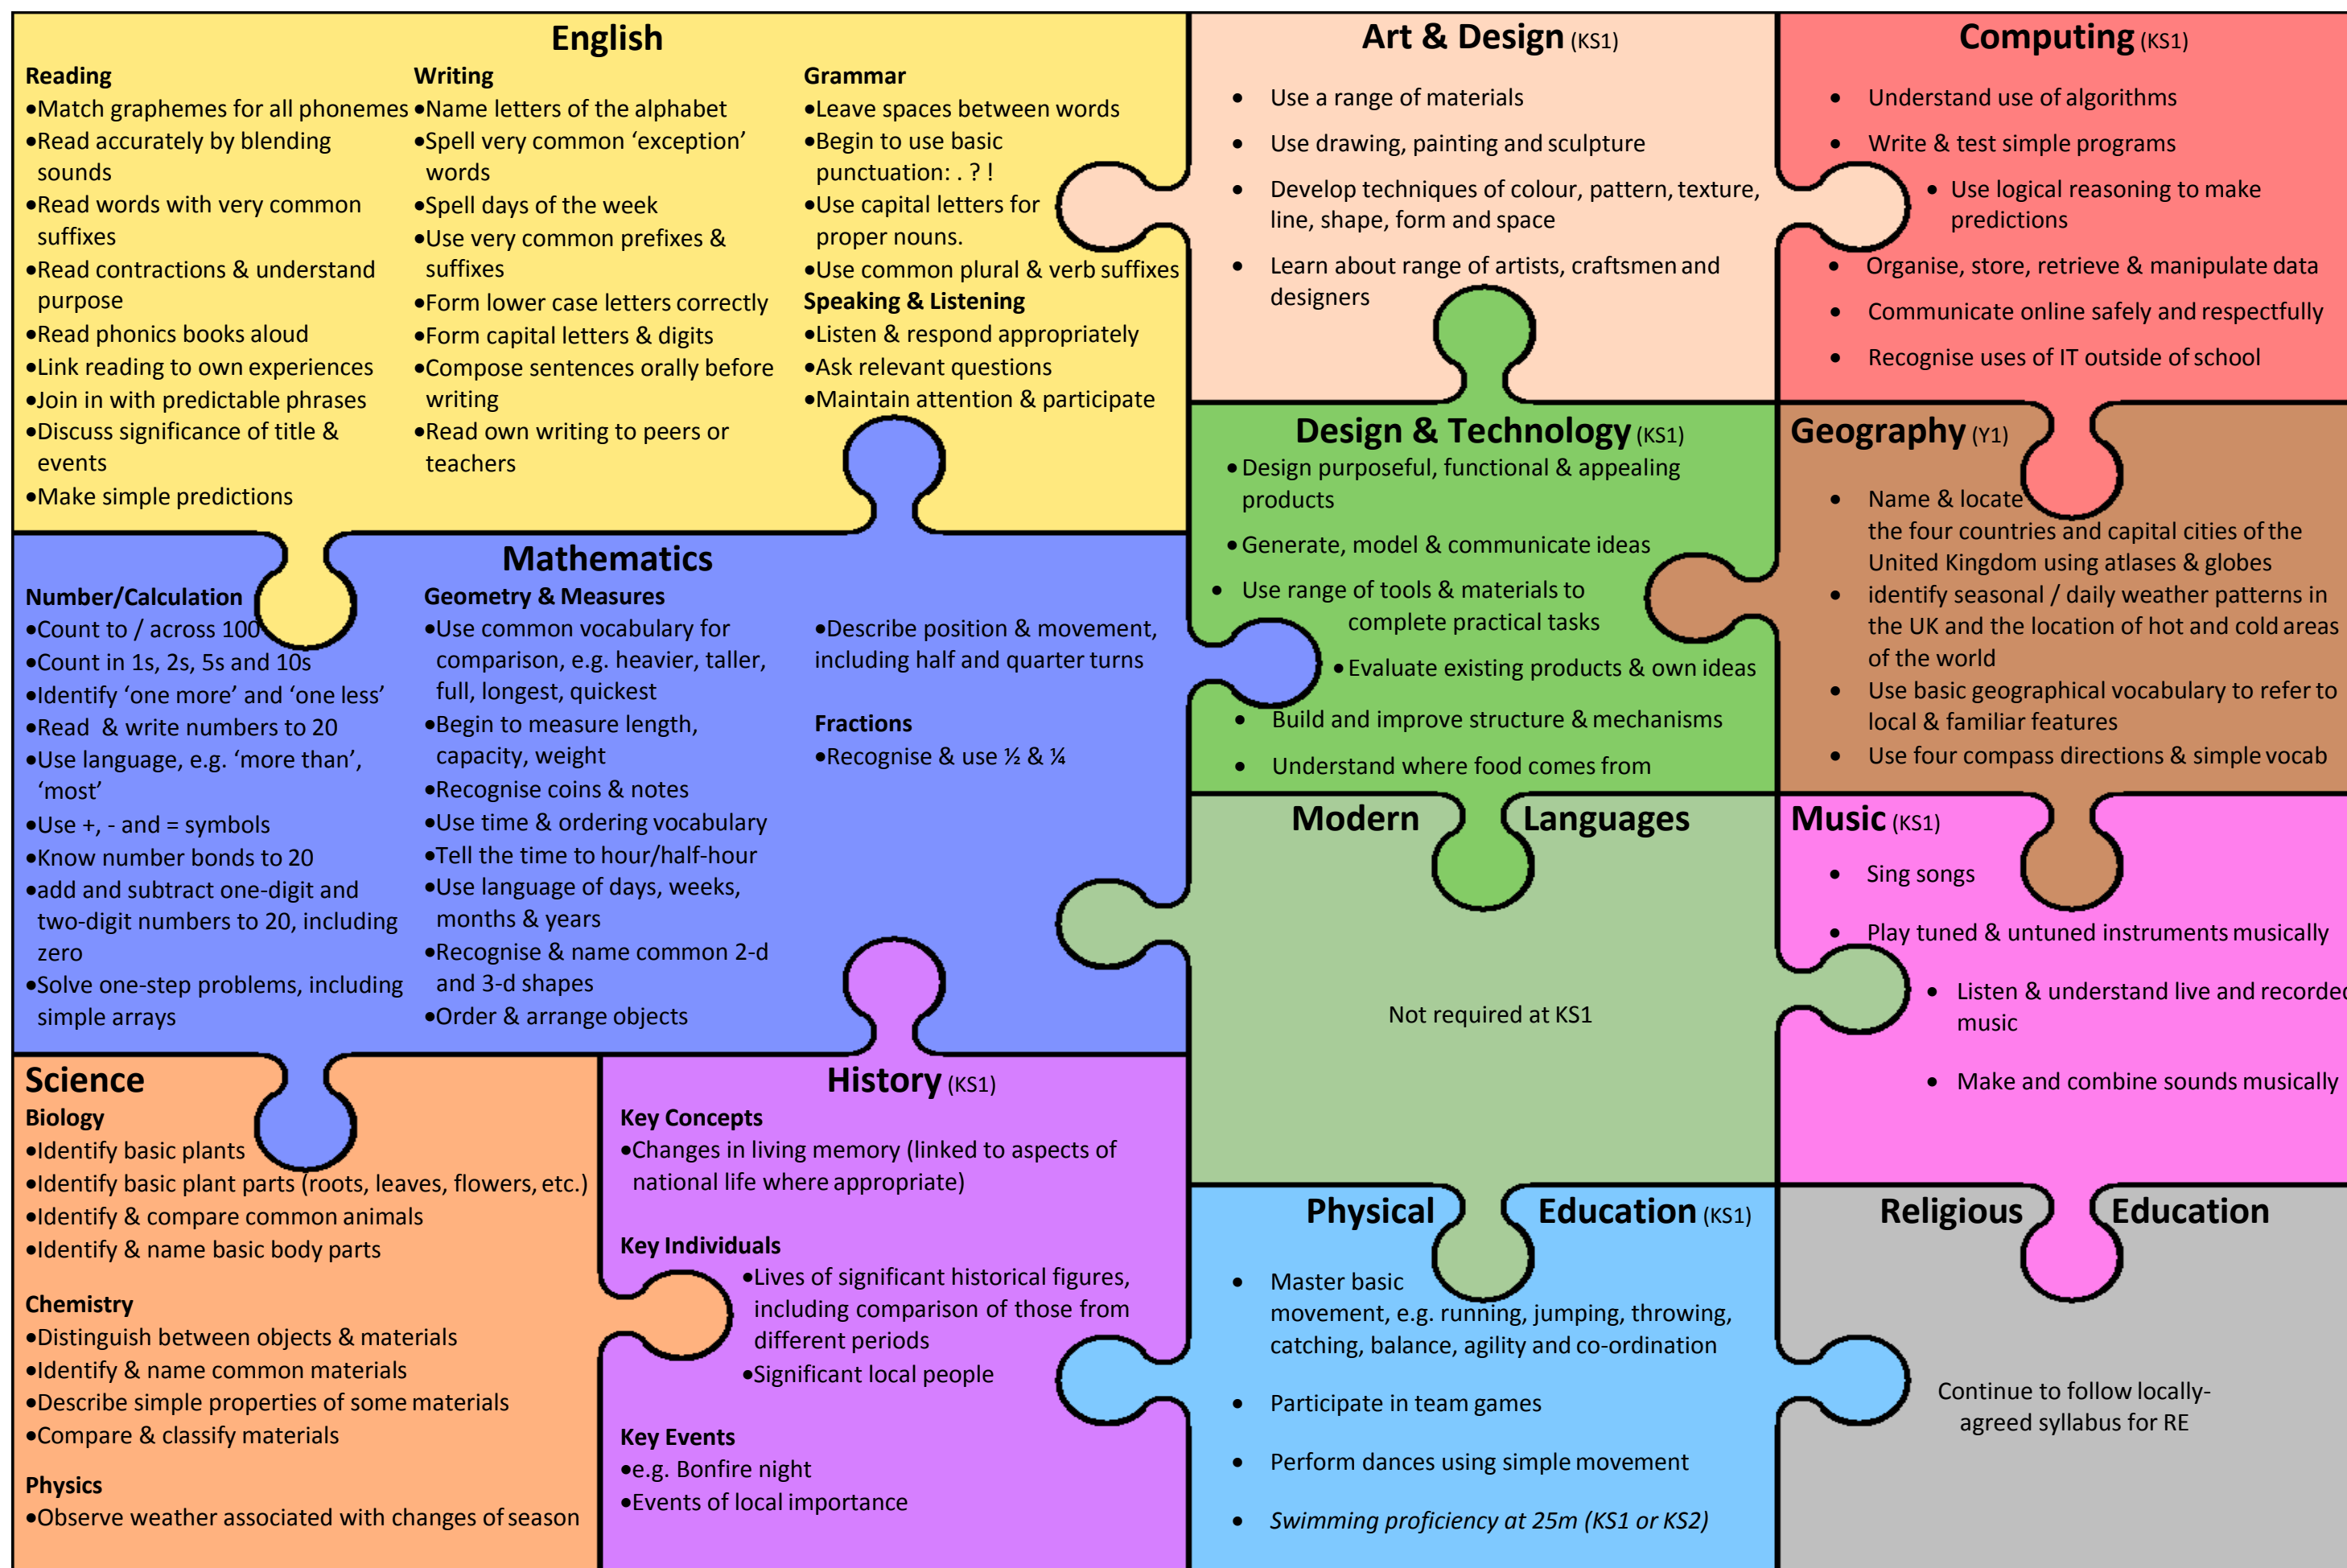 English
Reading
•Match graphemes for all phonemes
•Read accurately by blending
sounds
•Read words with very common
suffixes
•Read contractions & understand
purpose
•Read phonics books aloud
•Link reading to own experiences
•Join in with predictable phrases
•Discuss significance of title &
events
•Make simple predictions
Writing
•Name letters of the alphabet
•Spell very common ‘exception’
words
•Spell days of the week
•Use very common prefixes &
suffixes
•Form lower case letters correctly
•Form capital letters & digits
•Compose sentences orally before
writing
•Read own writing to peers or
teachers
Grammar
•Leave spaces between words
•Begin to use basic
punctuation: . ? !
•Use capital letters for
proper nouns.
•Use common plural & verb suffixes
Speaking & Listening
•Listen & respond appropriately
•Ask relevant questions
•Maintain attention & participate
Art & Design (KS1)
• Use a range of materials
• Use drawing, painting and sculpture
• Develop techniques of colour, pattern, texture,
line, shape, form and space
• Learn about range of artists, craftsmen and
designers
Computing (KS1)
• Understand use of algorithms
• Write & test simple programs
• Use logical reasoning to make
predictions
• Organise, store, retrieve & manipulate data
• Communicate online safely and respectfully
• Recognise uses of IT outside of school
Mathematics
Number/Calculation
•Count to / across 100
•Count in 1s, 2s, 5s and 10s
•Identify ‘one more’ and ‘one less’
•Read & write numbers to 20
•Use language, e.g. ‘more than’,
‘most’
•Use +, - and = symbols
•Know number bonds to 20
•add and subtract one-digit and
two-digit numbers to 20, including
zero
•Solve one-step problems, including
simple arrays
Geometry & Measures
•Use common vocabulary for
comparison, e.g. heavier, taller,
full, longest, quickest
•Begin to measure length,
capacity, weight
•Recognise coins & notes
•Use time & ordering vocabulary
•Tell the time to hour/half-hour
•Use language of days, weeks,
months & years
•Recognise & name common 2-d
and 3-d shapes
•Order & arrange objects
•Describe position & movement,
including half and quarter turns
Fractions
•Recognise & use ½ & ¼
Design & Technology (KS1)
• Design purposeful, functional & appealing
products
• Generate, model & communicate ideas
• Use range of tools & materials to
complete practical tasks
• Evaluate existing products & own ideas
• Build and improve structure & mechanisms
• Understand where food comes from
Geography (Y1)
• Name & locate
the four countries and capital cities of the
United Kingdom using atlases & globes
• identify seasonal / daily weather patterns in
the UK and the location of hot and cold areas
of the world
• Use basic geographical vocabulary to refer to
local & familiar features
• Use four compass directions & simple vocab
Modern Languages
Not required at KS1
Music (KS1)
• Sing songs
• Play tuned & untuned instruments musically
• Listen & understand live and recorded
music
• Make and combine sounds musically
Science
Biology
•Identify basic plants
•Identify basic plant parts (roots, leaves, flowers, etc.)
•Identify & compare common animals
•Identify & name basic body parts
Chemistry
•Distinguish between objects & materials
•Identify & name common materials
•Describe simple properties of some materials
•Compare & classify materials
Physics
•Observe weather associated with changes of season
History (KS1)
Key Concepts
•Changes in living memory (linked to aspects of
national life where appropriate)
Key Individuals
•Lives of significant historical figures,
including comparison of those from
different periods
•Significant local people
Key Events
•e.g. Bonfire night
•Events of local importance
Physical Education (KS1)
• Master basic
movement, e.g. running, jumping, throwing,
catching, balance, agility and co-ordination
• Participate in team games
• Perform dances using simple movement
• Swimming proficiency at 25m (KS1 or KS2)
Religious Education
Continue to follow locally-
agreed syllabus for RE